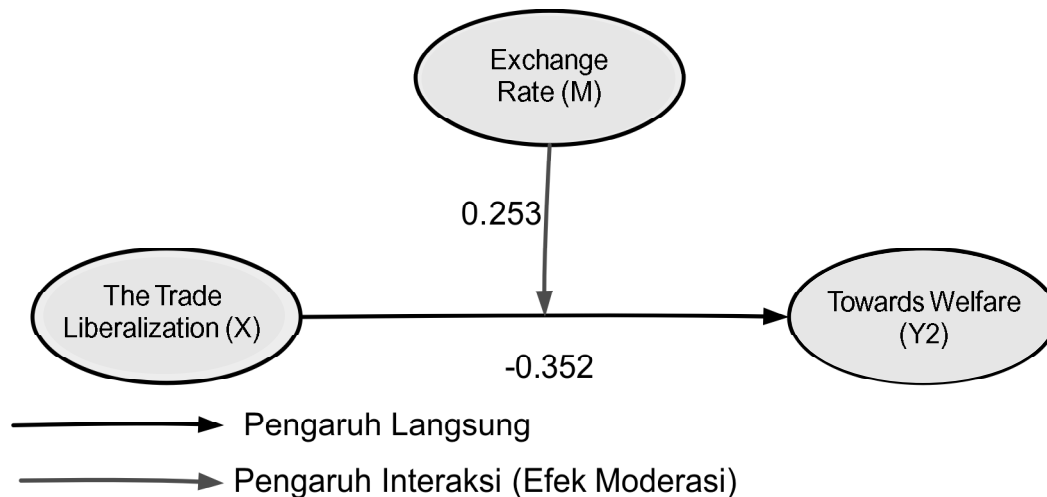 Exchange
Rate (M)
0.253
The Trade
Liberalization (X)
Towards Welfare
(Y2)
-0.352
Pengaruh Langsung
Pengaruh Interaksi (Efek Moderasi)